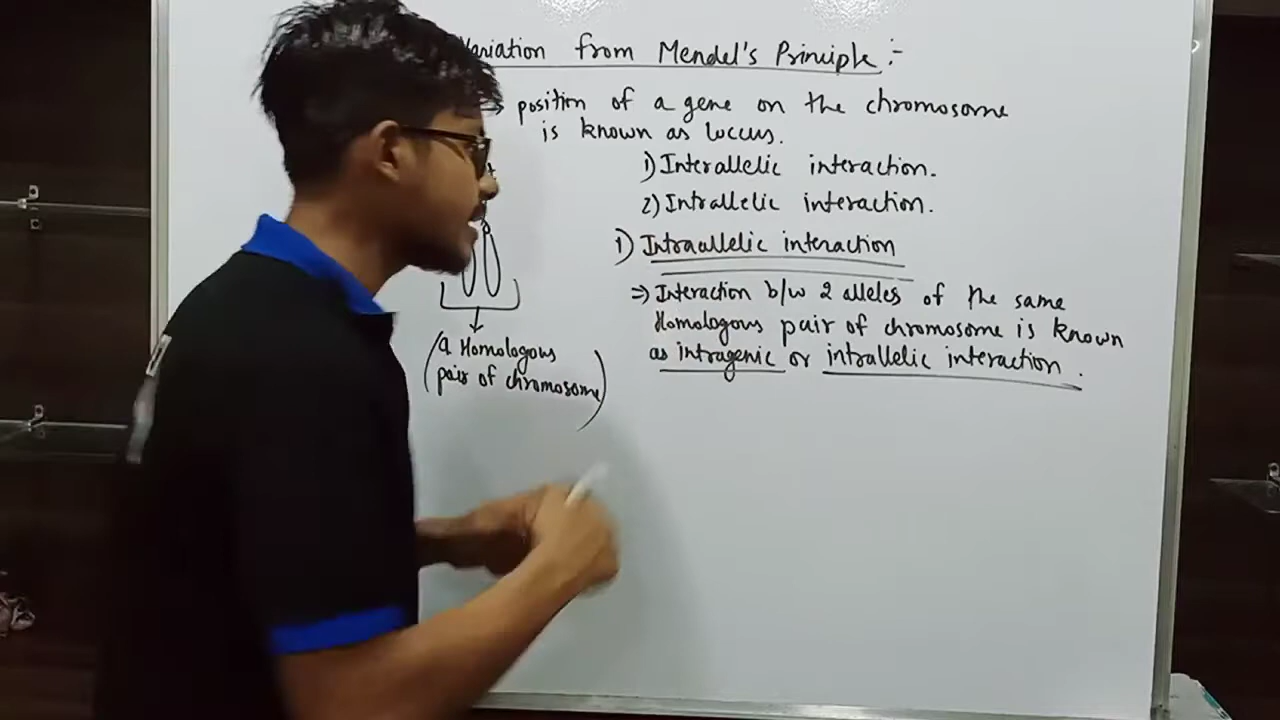 Variation from Mendel's Principle :-
→ position of a gene on the chromosome
is known as locus.
1) Interallelic interaction.
2) Intrallelic interaction.
1) Intraallelic interaction
⇒ Interaction b/w 2 alleles of the same
Homologous pair of chromosome is known
as intragenic or intrallelic interaction.
(a Homologous
pair of chromosome)